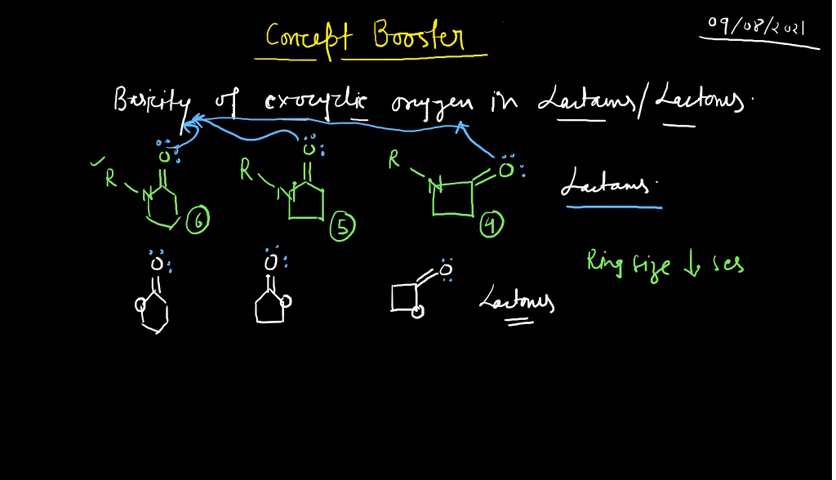 Concept Booster
09/08/2021
Basicity of exocyclic oxygen in Lactams/Lactones.
O O
R N R N R N O
Lactams.
6 5 4
Ring size ↓ ses
O O O
O O O
Lactones